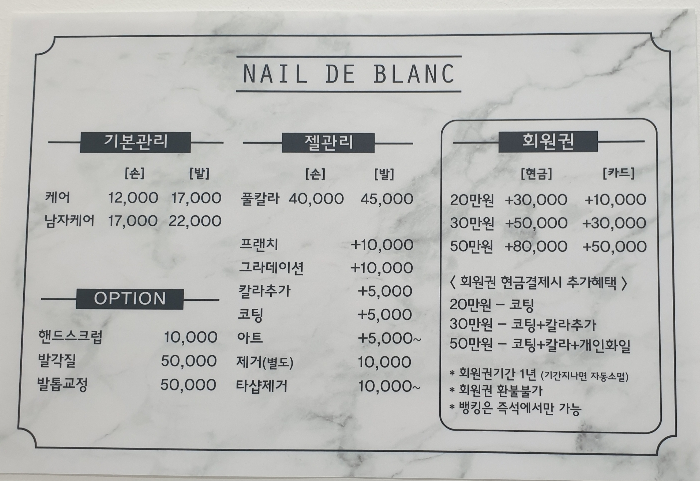 NAIL DE BLANC
기본관리
[손] [발]
케어 12,000 17,000
남자케어 17,000 22,000
OPTION
핸드스크럽 10,000
발각질 50,000
발톱교정 50,000
젤관리
[손] [발]
풀칼라 40,000 45,000
프랜치 +10,000
그라데이션 +10,000
칼라추가 +5,000
코팅 +5,000
아트 +5,000~
제거(별도) 10,000
타샵제거 10,000~
회원권
[현금] [카드]
20만원 +30,000 +10,000
30만원 +50,000 +30,000
50만원 +80,000 +50,000
〈 회원권 현금결제시 추가혜택 〉
20만원 – 코팅
30만원 – 코팅+칼라추가
50만원 – 코팅+칼라+개인화일
* 회원권기간 1년 (기간지나면 자동소멸)
* 회원권 환불불가
* 뱅킹은 즉석에서만 가능